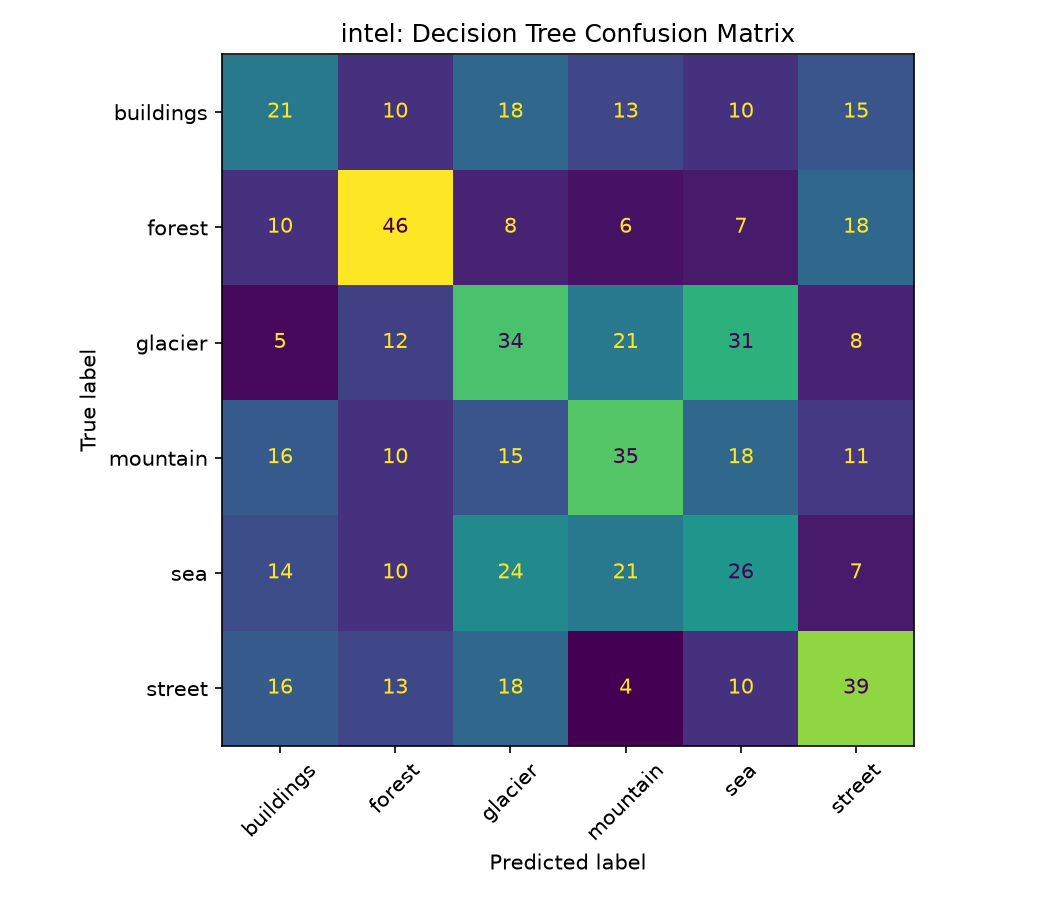 intel: Decision Tree Confusion Matrix
True label
buildings 21 10 18 13 10 15
forest 10 46 8 6 7 18
glacier 5 12 34 21 31 8
mountain 16 10 15 35 18 11
sea 14 10 24 21 26 7
street 16 13 18 4 10 39
buildings forest glacier mountain sea street
Predicted label